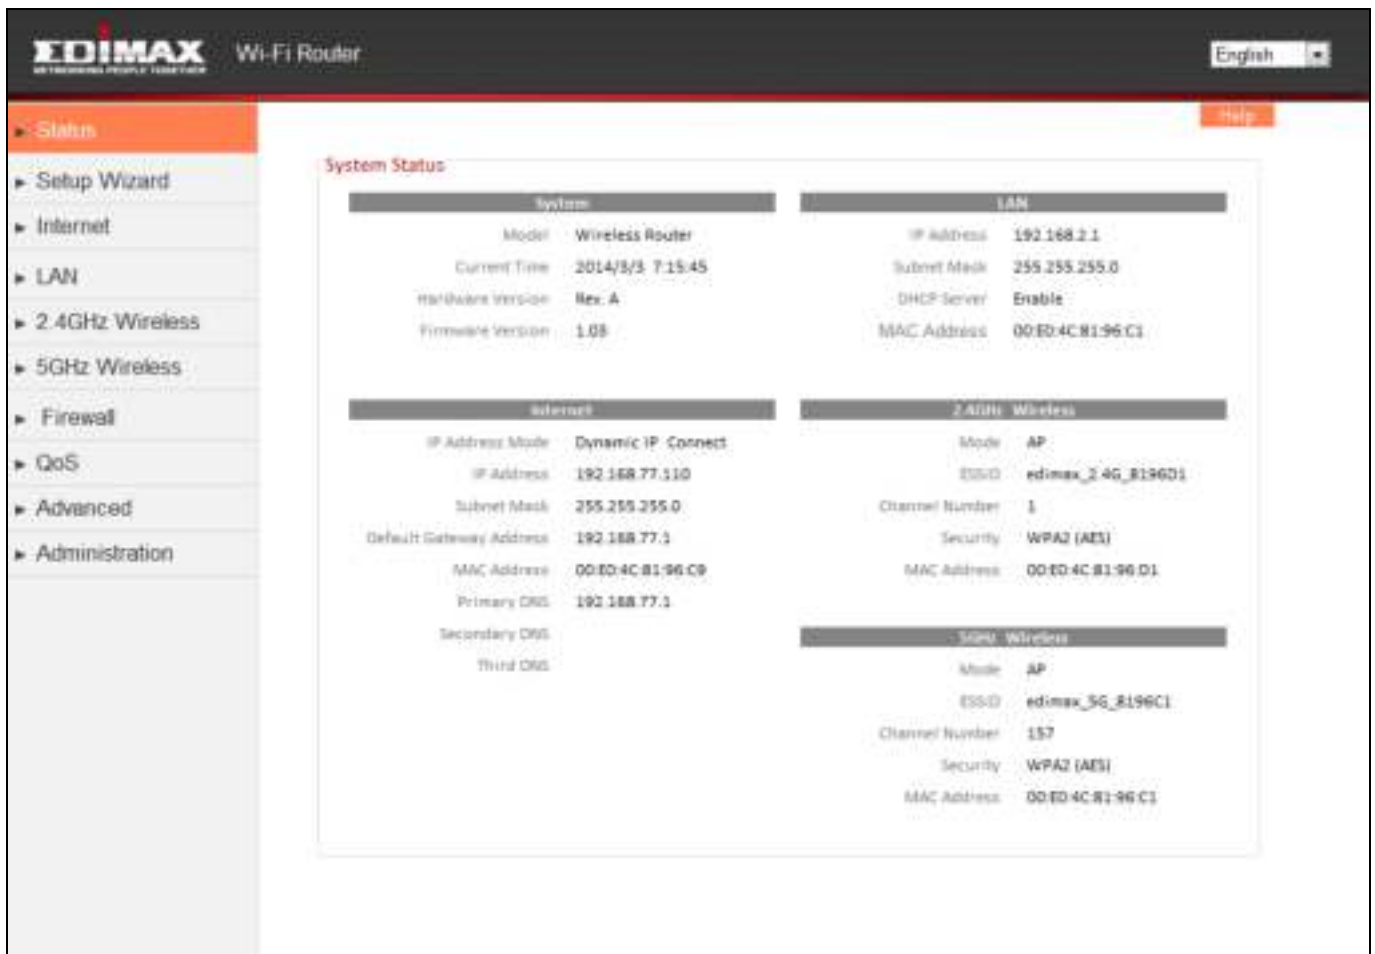 EDIMAX
NETWORKING PEOPLE TOGETHER
Wi-Fi Router
English
Help
Status
Setup Wizard
Internet
LAN
2.4GHz Wireless
5GHz Wireless
Firewall
QoS
Advanced
Administration
System Status
System
Model Wireless Router
Current Time 2014/3/3 7:15:45
Hardware Version Rev. A
Firmware Version 1.03
LAN
IP Address 192.168.2.1
Subnet Mask 255.255.255.0
DHCP Server Enable
MAC Address 00:E0:4C:81:96:C1
Internet
IP Address Mode Dynamic IP Connect
IP Address 192.168.77.110
Subnet Mask 255.255.255.0
Default Gateway Address 192.168.77.1
MAC Address 00:E0:4C:81:96:C9
Primary DNS 192.168.77.1
Secondary DNS
Third DNS
2.4GHz Wireless
Mode AP
ESSID edimax_2.4G_8196D1
Channel Number 1
Security WPA2 (AES)
MAC Address 00:E0:4C:81:96:D1
5GHz Wireless
Mode AP
ESSID edimax_5G_8196C1
Channel Number 157
Security WPA2 (AES)
MAC Address 00:E0:4C:81:96:C1